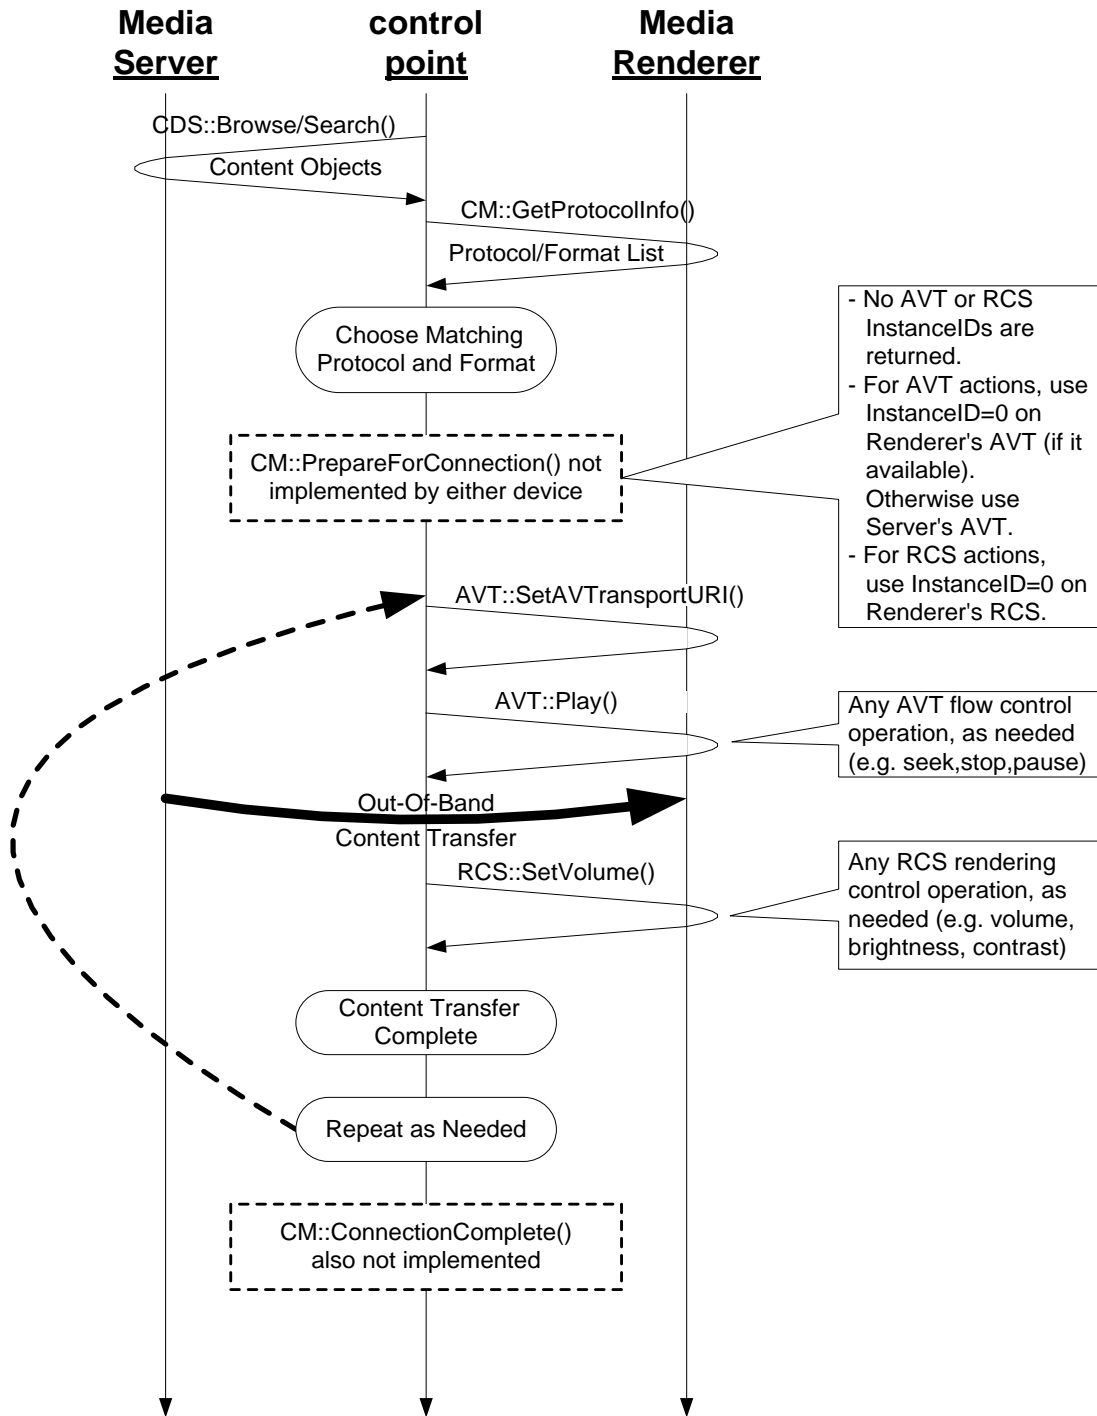 Media
Server
control
point
Media
Renderer
CDS::Browse/Search()
Content Objects
CM::GetProtocolInfo()
Protocol/Format List
Choose Matching
Protocol and Format
- No AVT or RCS
InstanceIDs are
returned.
- For AVT actions, use
InstanceID=0 on
Renderer's AVT (if it
available).
Otherwise use
Server's AVT.
- For RCS actions,
use InstanceID=0 on
Renderer's RCS.
CM::PrepareForConnection() not
implemented by either device
AVT::SetAVTransportURI()
AVT::Play()
Any AVT flow control
operation, as needed
(e.g. seek,stop,pause)
Out-Of-Band
Content Transfer
RCS::SetVolume()
Any RCS rendering
control operation, as
needed (e.g. volume,
brightness, contrast)
Content Transfer
Complete
Repeat as Needed
CM::ConnectionComplete()
also not implemented